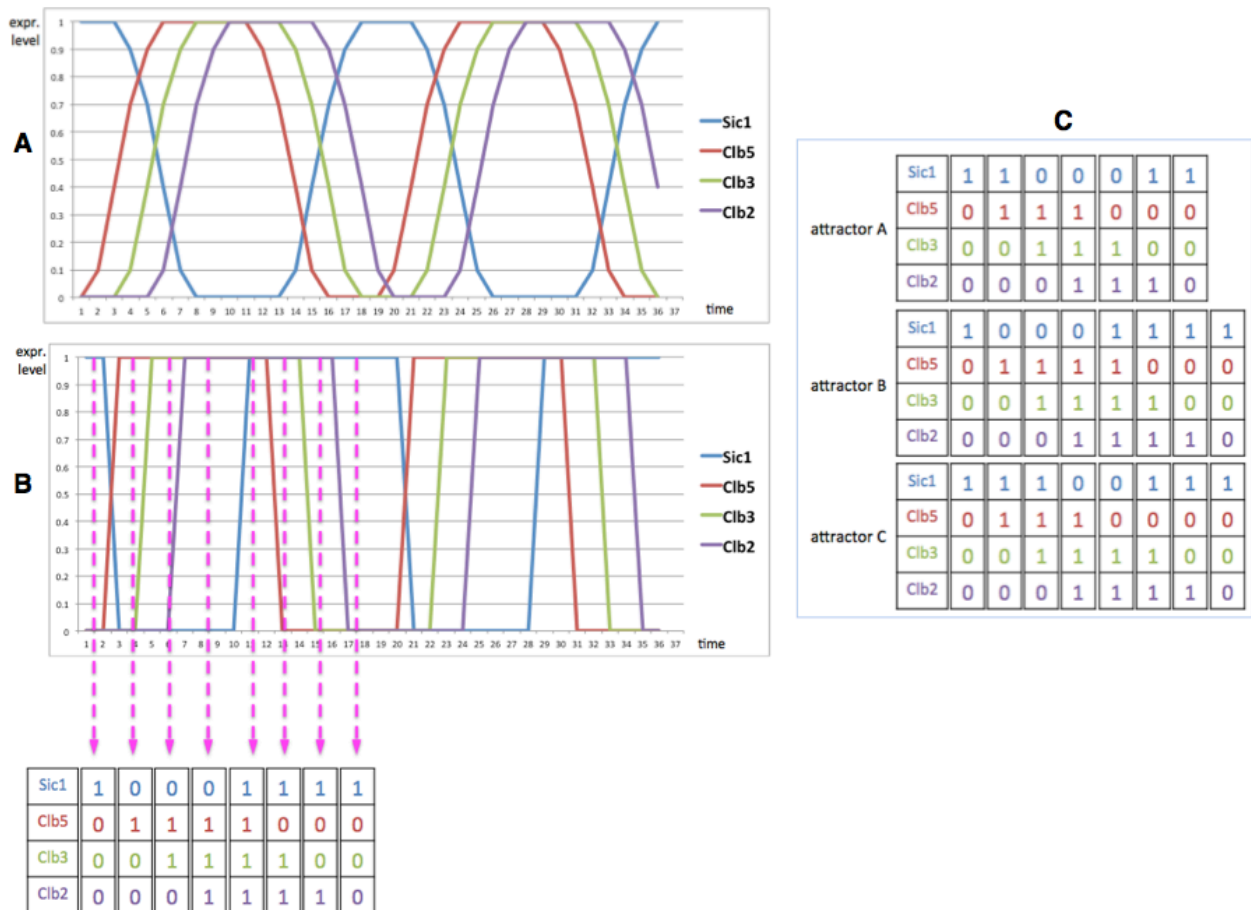 A
expr.
level
1
0.9
0.8
0.7
0.6
0.5
0.4
0.3
0.2
0.1
0
1 2 3 4 5 6 7 8 9 10 11 12 13 14 15 16 17 18 19 20 21 22 23 24 25 26 27 28 29 30 31 32 33 34 35 36 37
time
Sic1
Clb5
Clb3
Clb2
B
expr.
level
1
0.9
0.8
0.7
0.6
0.5
0.4
0.3
0.2
0.1
0
1 2 3 4 5 6 7 8 9 10 11 12 13 14 15 16 17 18 19 20 21 22 23 24 25 26 27 28 29 30 31 32 33 34 35 36 37
time
Sic1
Clb5
Clb3
Clb2
Sic1 1 0 0 0 1 1 1 1
Clb5 0 1 1 1 1 0 0 0
Clb3 0 0 1 1 1 1 0 0
Clb2 0 0 0 1 1 1 1 0
C
attractor A
Sic1 1 1 0 0 0 1 1
Clb5 0 1 1 1 0 0 0
Clb3 0 0 1 1 1 0 0
Clb2 0 0 0 1 1 1 0
attractor B
Sic1 1 0 0 0 1 1 1 1
Clb5 0 1 1 1 1 0 0 0
Clb3 0 0 1 1 1 1 0 0
Clb2 0 0 0 1 1 1 1 0
attractor C
Sic1 1 1 1 0 0 1 1 1
Clb5 0 1 1 1 0 0 0 0
Clb3 0 0 1 1 1 1 0 0
Clb2 0 0 0 1 1 1 1 0